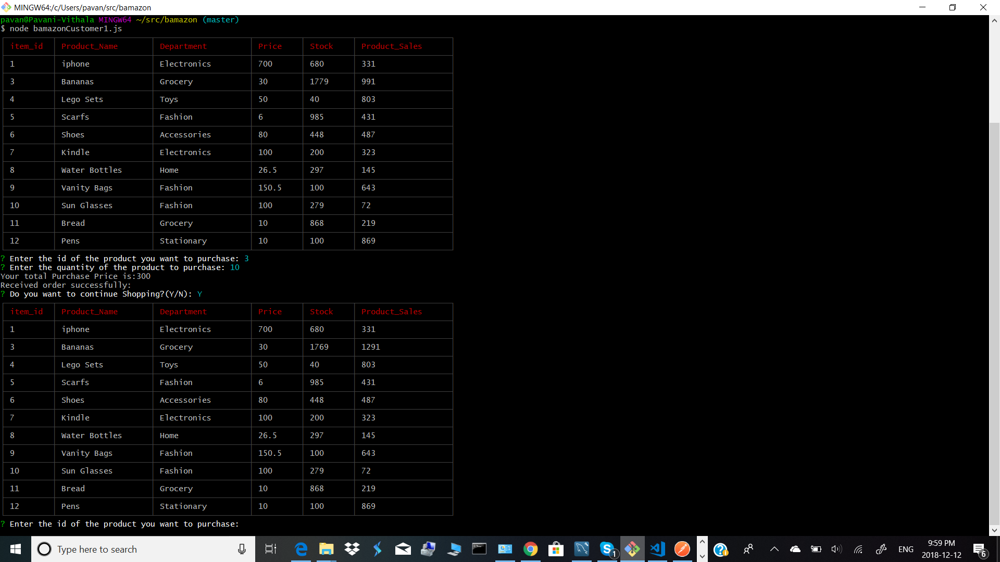 MINGW64:/c/Users/pavan/src/bamazon
pavan@Pavani-Vithala MINGW64 ~/src/bamazon (master)
$ node bamazonCustomer1.js
item_id Product_Name Department Price Stock Product_Sales
1 iphone Electronics 700 680 331
3 Bananas Grocery 30 1779 991
4 Lego Sets Toys 50 40 803
5 Scarfs Fashion 6 985 431
6 Shoes Accessories 80 448 487
7 Kindle Electronics 100 200 323
8 Water Bottles Home 26.5 297 145
9 Vanity Bags Fashion 150.5 100 643
10 Sun Glasses Fashion 100 279 72
11 Bread Grocery 10 868 219
12 Pens Stationary 10 100 869
? Enter the id of the product you want to purchase: 3
? Enter the quantity of the product to purchase: 10
Your total Purchase Price is:300
Received order successfully:
? Do you want to continue Shopping?(Y/N): Y
item_id Product_Name Department Price Stock Product_Sales
1 iphone Electronics 700 680 331
3 Bananas Grocery 30 1769 1291
4 Lego Sets Toys 50 40 803
5 Scarfs Fashion 6 985 431
6 Shoes Accessories 80 448 487
7 Kindle Electronics 100 200 323
8 Water Bottles Home 26.5 297 145
9 Vanity Bags Fashion 150.5 100 643
10 Sun Glasses Fashion 100 279 72
11 Bread Grocery 10 868 219
12 Pens Stationary 10 100 869
? Enter the id of the product you want to purchase:
Type here to search
1
ENG
9:59 PM
2018-12-12
6